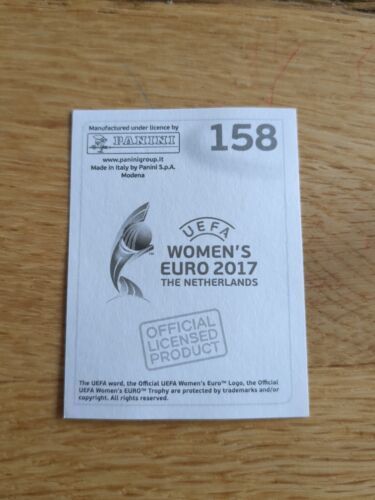 Manufactured under licence by
PANINI
158
www.paninigroup.it
Made in Italy by Panini S.p.A.
Modena
UEFA
WOMEN'S
EURO 2017
THE NETHERLANDS
OFFICIAL
LICENSED
PRODUCT
The UEFA word, the Official UEFA Women's Euro™ Logo, the Official
UEFA Women's EURO™ Trophy are protected by trademarks and/or
copyright. All rights reserved.